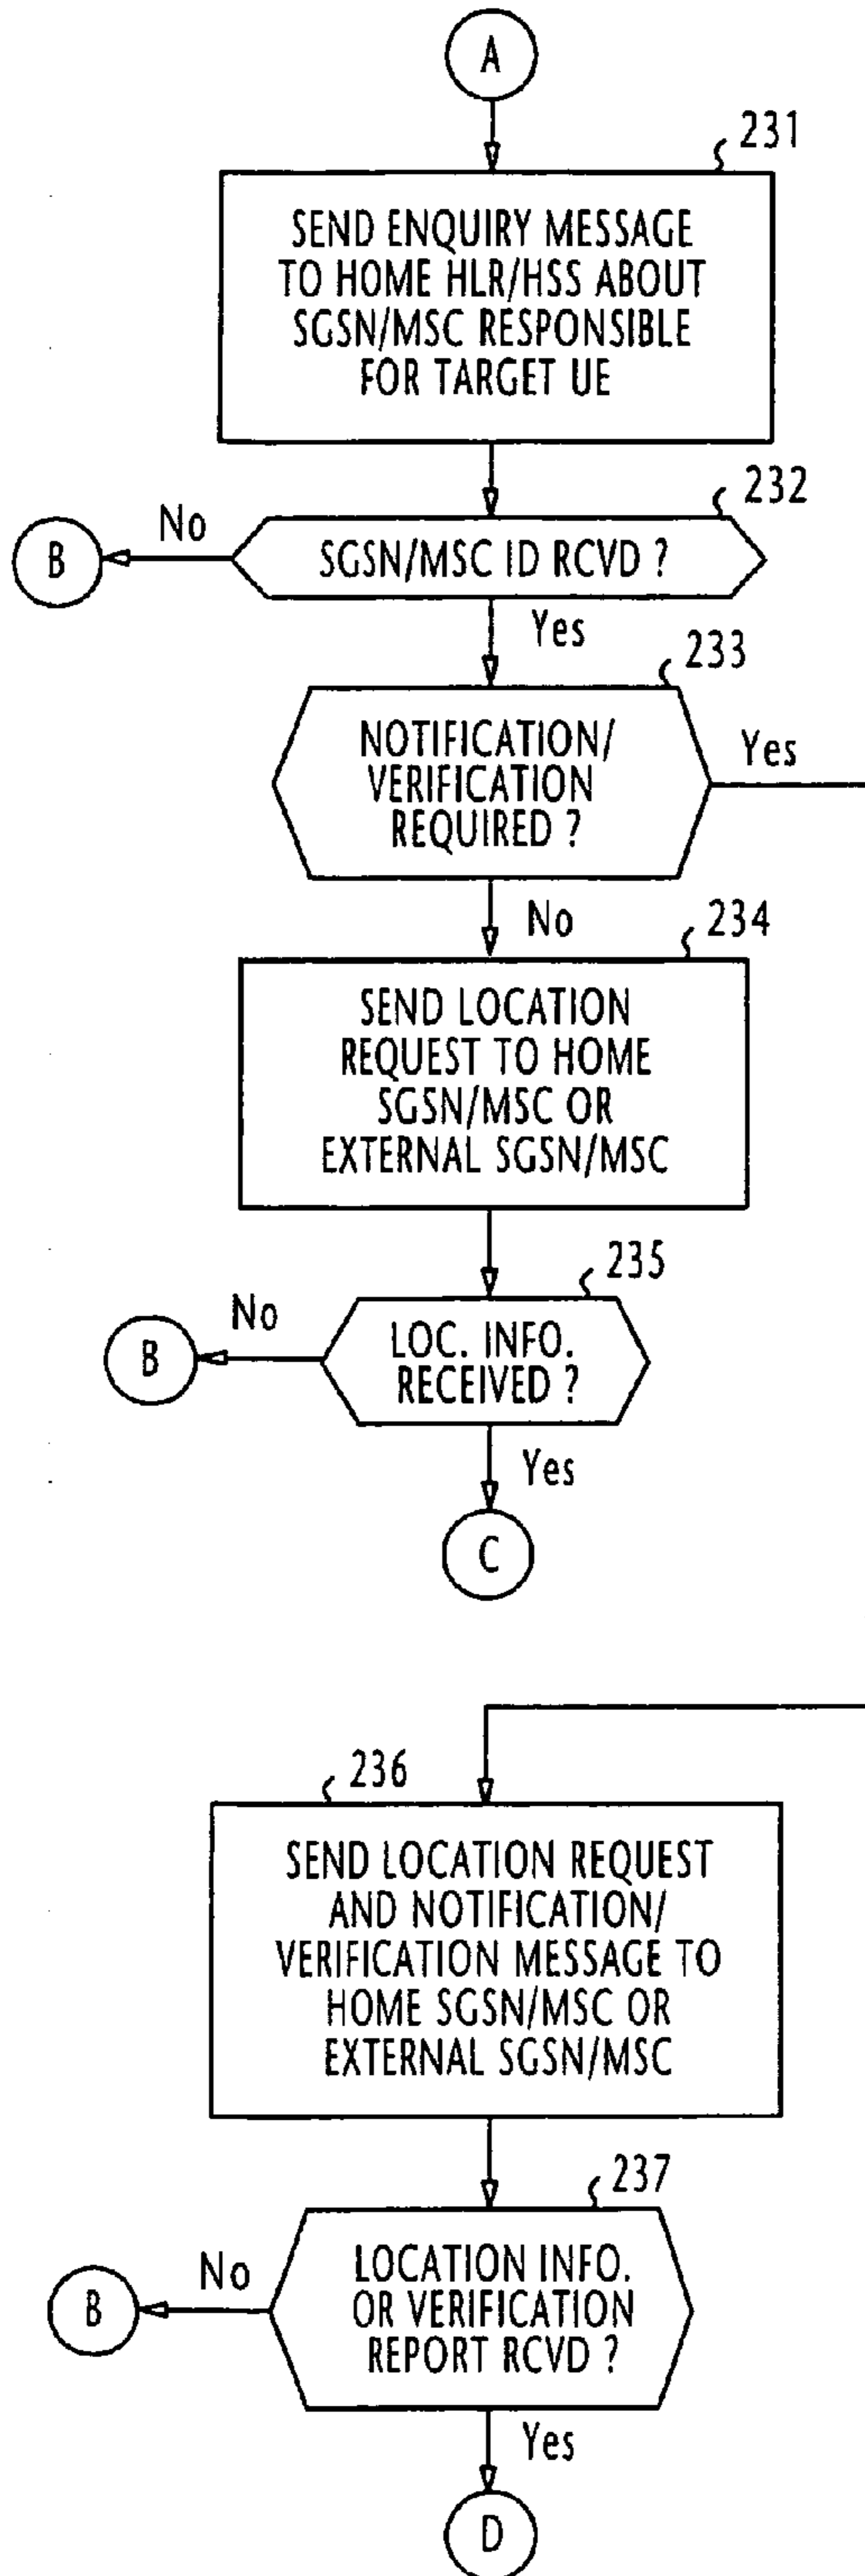 A
231
SEND ENQUIRY MESSAGE
TO HOME HLR/HSS ABOUT
SGSN/MSC RESPONSIBLE
FOR TARGET UE
232
B
No
SGSN/MSC ID RCVD ?
Yes
233
NOTIFICATION/
VERIFICATION
REQUIRED ?
Yes
No
234
SEND LOCATION
REQUEST TO HOME
SGSN/MSC OR
EXTERNAL SGSN/MSC
235
B
No
LOC. INFO.
RECEIVED ?
Yes
C
236
SEND LOCATION REQUEST
AND NOTIFICATION/
VERIFICATION MESSAGE TO
HOME SGSN/MSC OR
EXTERNAL SGSN/MSC
237
B
No
LOCATION INFO.
OR VERIFICATION
REPORT RCVD ?
Yes
D